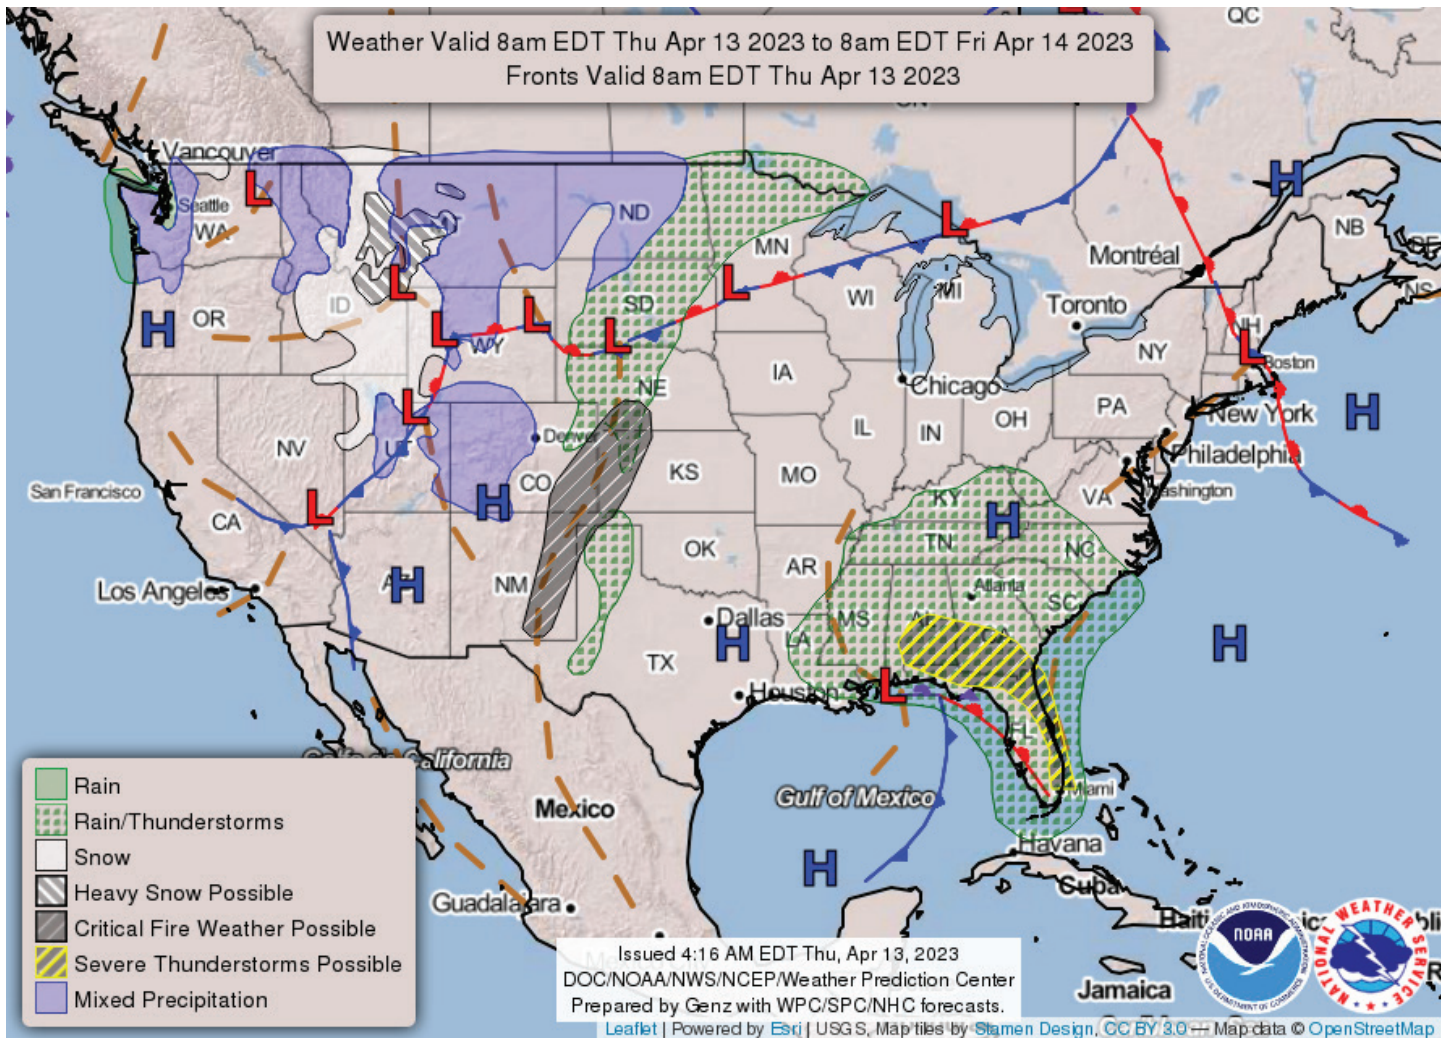 Weather Valid 8am EDT Thu Apr 13 2023 to 8am EDT Fri Apr 14 2023
Fronts Valid 8am EDT Thu Apr 13 2023
QC
Vancouver
Seattle
WA
L
ND
MN
L
H
NB
NS
Montréal
OR
H
ID
L
SD
L
WI
MI
Toronto
L
WY
L
L
NE
IA
NY
L
Boston
Chicago
New York
PA
H
L
NV
UT
Denver
CO
KS
MO
IL
IN
OH
Philadelphia
Washington
VA
San Francisco
CA
L
H
KY
H
TN
NC
OK
AR
Los Angeles
H
NM
Atlanta
SC
MS
LA
Dallas
H
TX
H
Houston
L
FL
Miami
Gulf of Mexico
Mexico
H
Havana
Cuba
Guadalajara
Jamaica
Rain
Rain/Thunderstorms
Snow
Heavy Snow Possible
Critical Fire Weather Possible
Severe Thunderstorms Possible
Mixed Precipitation
NOAA
NATIONAL WEATHER SERVICE
Issued 4:16 AM EDT Thu, Apr 13, 2023
DOC/NOAA/NWS/NCEP/Weather Prediction Center
Prepared by Genz with WPC/SPC/NHC forecasts.
Leaflet | Powered by Esri | USGS, Map tiles by Stamen Design, CC BY 3.0 — Map data © OpenStreetMap